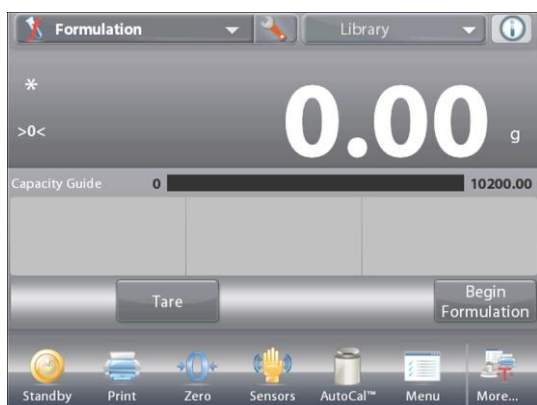 Formulation
Library
*
>0<
0.00 g
Capacity Guide 0 10200.00
Tare
Begin
Formulation
Standby Print Zero Sensors AutoCal™ Menu More...